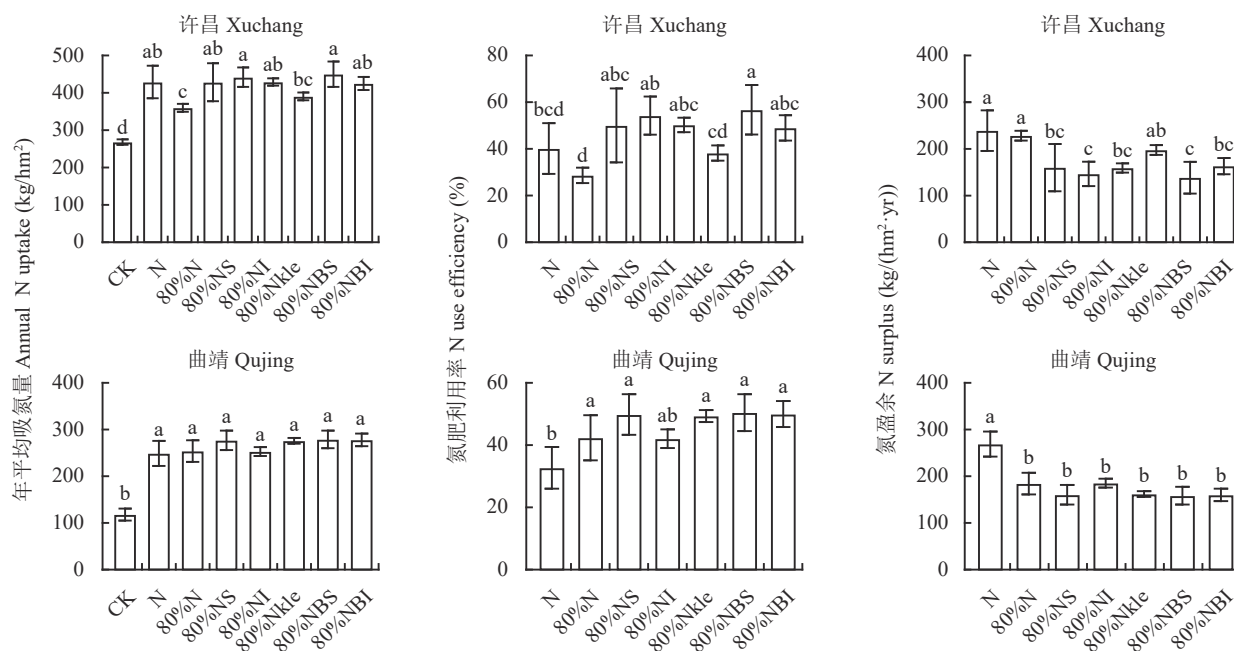 许昌 Xuchang
年平均吸氮量 Annual N uptake (kg/hm²)
500
400
300
200
100
0
d
ab
c
ab
a
ab
bc
a
ab
CK
N
80%N
80%NS
80%NI
80%Nkle
80%NBS
80%NBI
许昌 Xuchang
氮肥利用率 N use efficiency (%)
80
60
40
20
0
bcd
d
abc
ab
abc
cd
a
abc
N
80%N
80%NS
80%NI
80%Nkle
80%NBS
80%NBI
许昌 Xuchang
氮盈余 N surplus (kg/(hm²·yr))
400
300
200
100
0
a
a
bc
c
bc
ab
c
bc
N
80%N
80%NS
80%NI
80%Nkle
80%NBS
80%NBI
曲靖 Qujing
400
300
200
100
0
b
a
a
a
a
a
a
a
CK
N
80%N
80%NS
80%NI
80%Nkle
80%NBS
80%NBI
曲靖 Qujing
60
40
20
0
b
a
a
ab
a
a
a
N
80%N
80%NS
80%NI
80%Nkle
80%NBS
80%NBI
曲靖 Qujing
400
300
200
100
0
a
b
b
b
b
b
b
N
80%N
80%NS
80%NI
80%Nkle
80%NBS
80%NBI